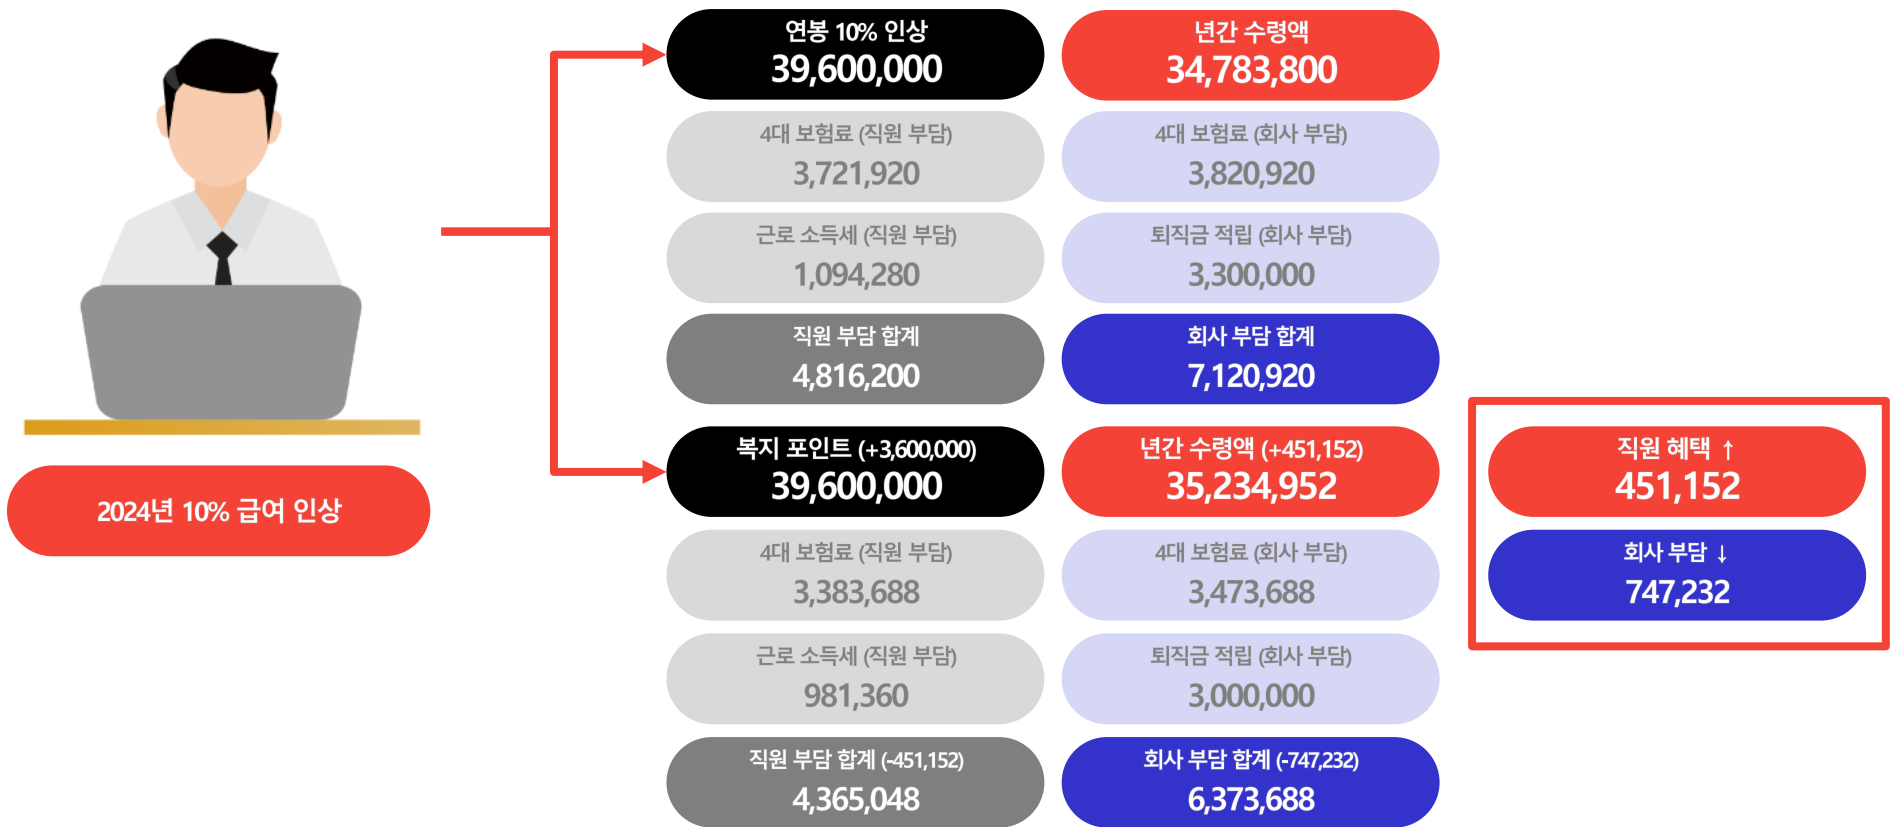 연봉 10% 인상
39,600,000
년간 수령액
34,783,800
4대 보험료 (직원 부담)
3,721,920
4대 보험료 (회사 부담)
3,820,920
근로 소득세 (직원 부담)
1,094,280
퇴직금 적립 (회사 부담)
3,300,000
직원 부담 합계
4,816,200
회사 부담 합계
7,120,920
2024년 10% 급여 인상
복지 포인트 (+3,600,000)
39,600,000
년간 수령액 (+451,152)
35,234,952
4대 보험료 (직원 부담)
3,383,688
4대 보험료 (회사 부담)
3,473,688
근로 소득세 (직원 부담)
981,360
퇴직금 적립 (회사 부담)
3,000,000
직원 부담 합계 (-451,152)
4,365,048
회사 부담 합계 (-747,232)
6,373,688
직원 혜택 ↑
451,152
회사 부담 ↓
747,232